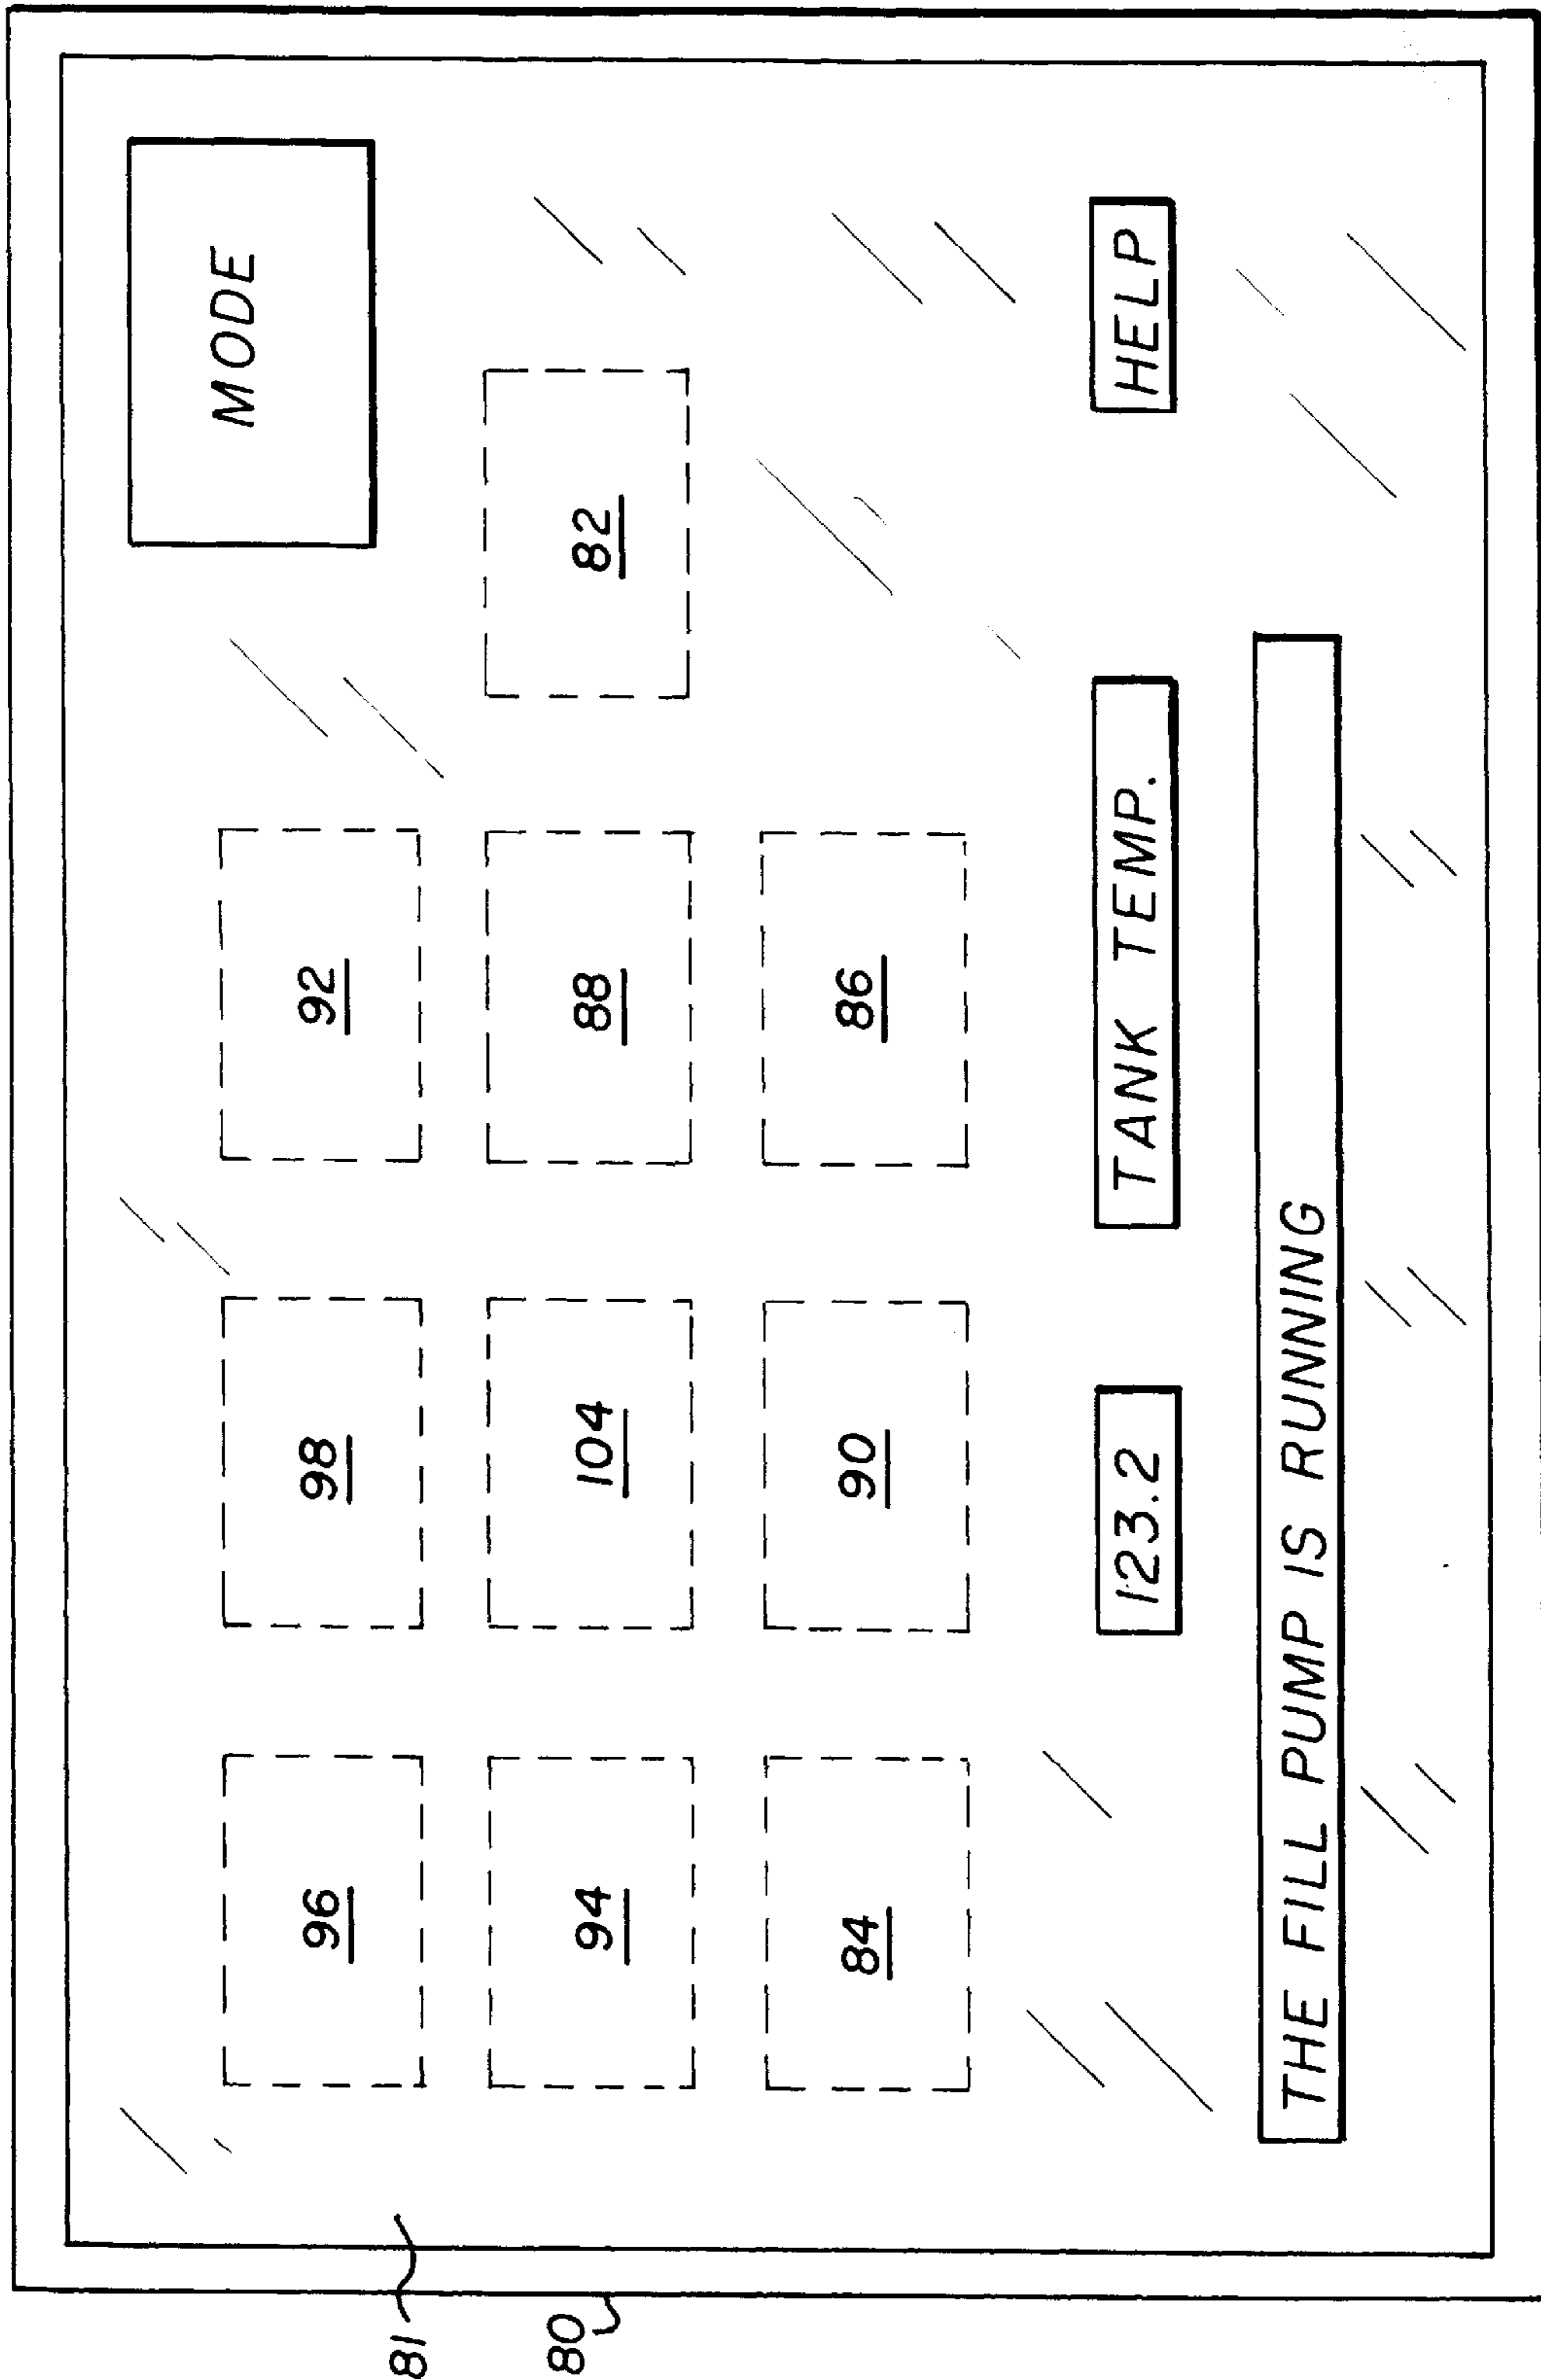 MODE
96 98 92
94 104 88 82
84 90 86
123.2 TANK TEMP. HELP
THE FILL PUMP IS RUNNING
81
80